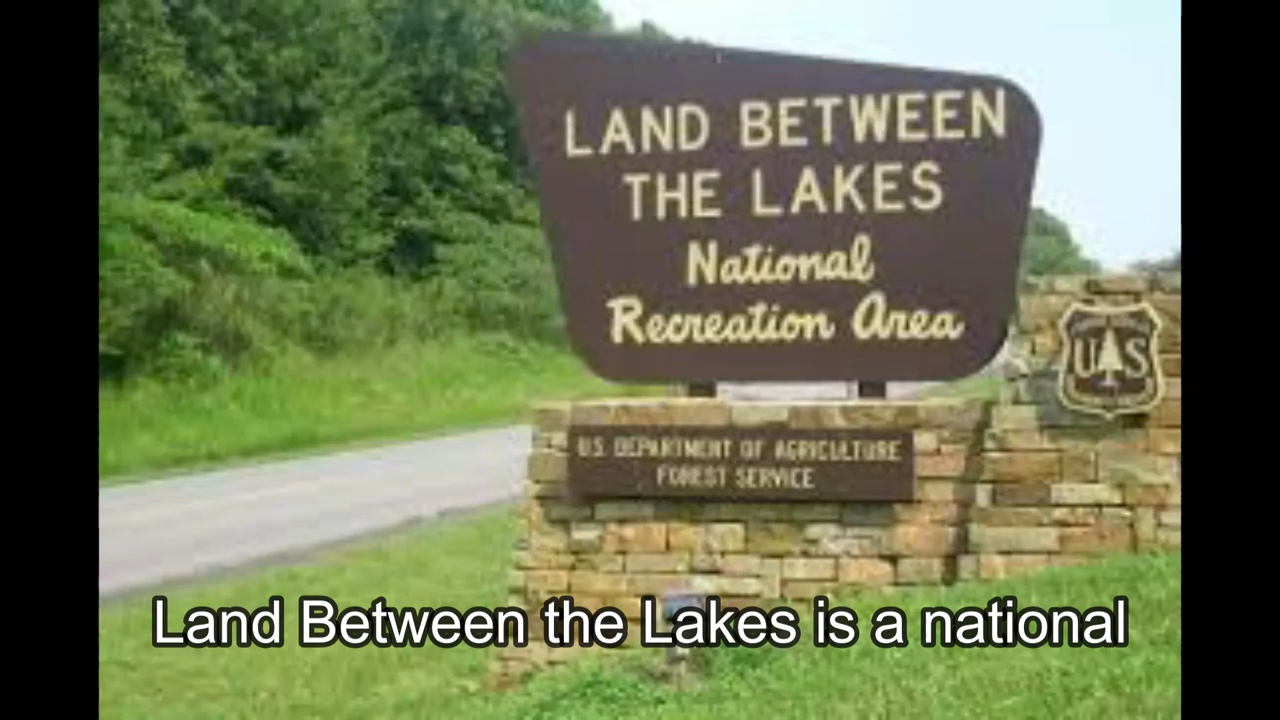 LAND BETWEEN
THE LAKES
National
Recreation Area
US
U.S. DEPARTMENT OF AGRICULTURE
FOREST SERVICE
Land Between the Lakes is a national